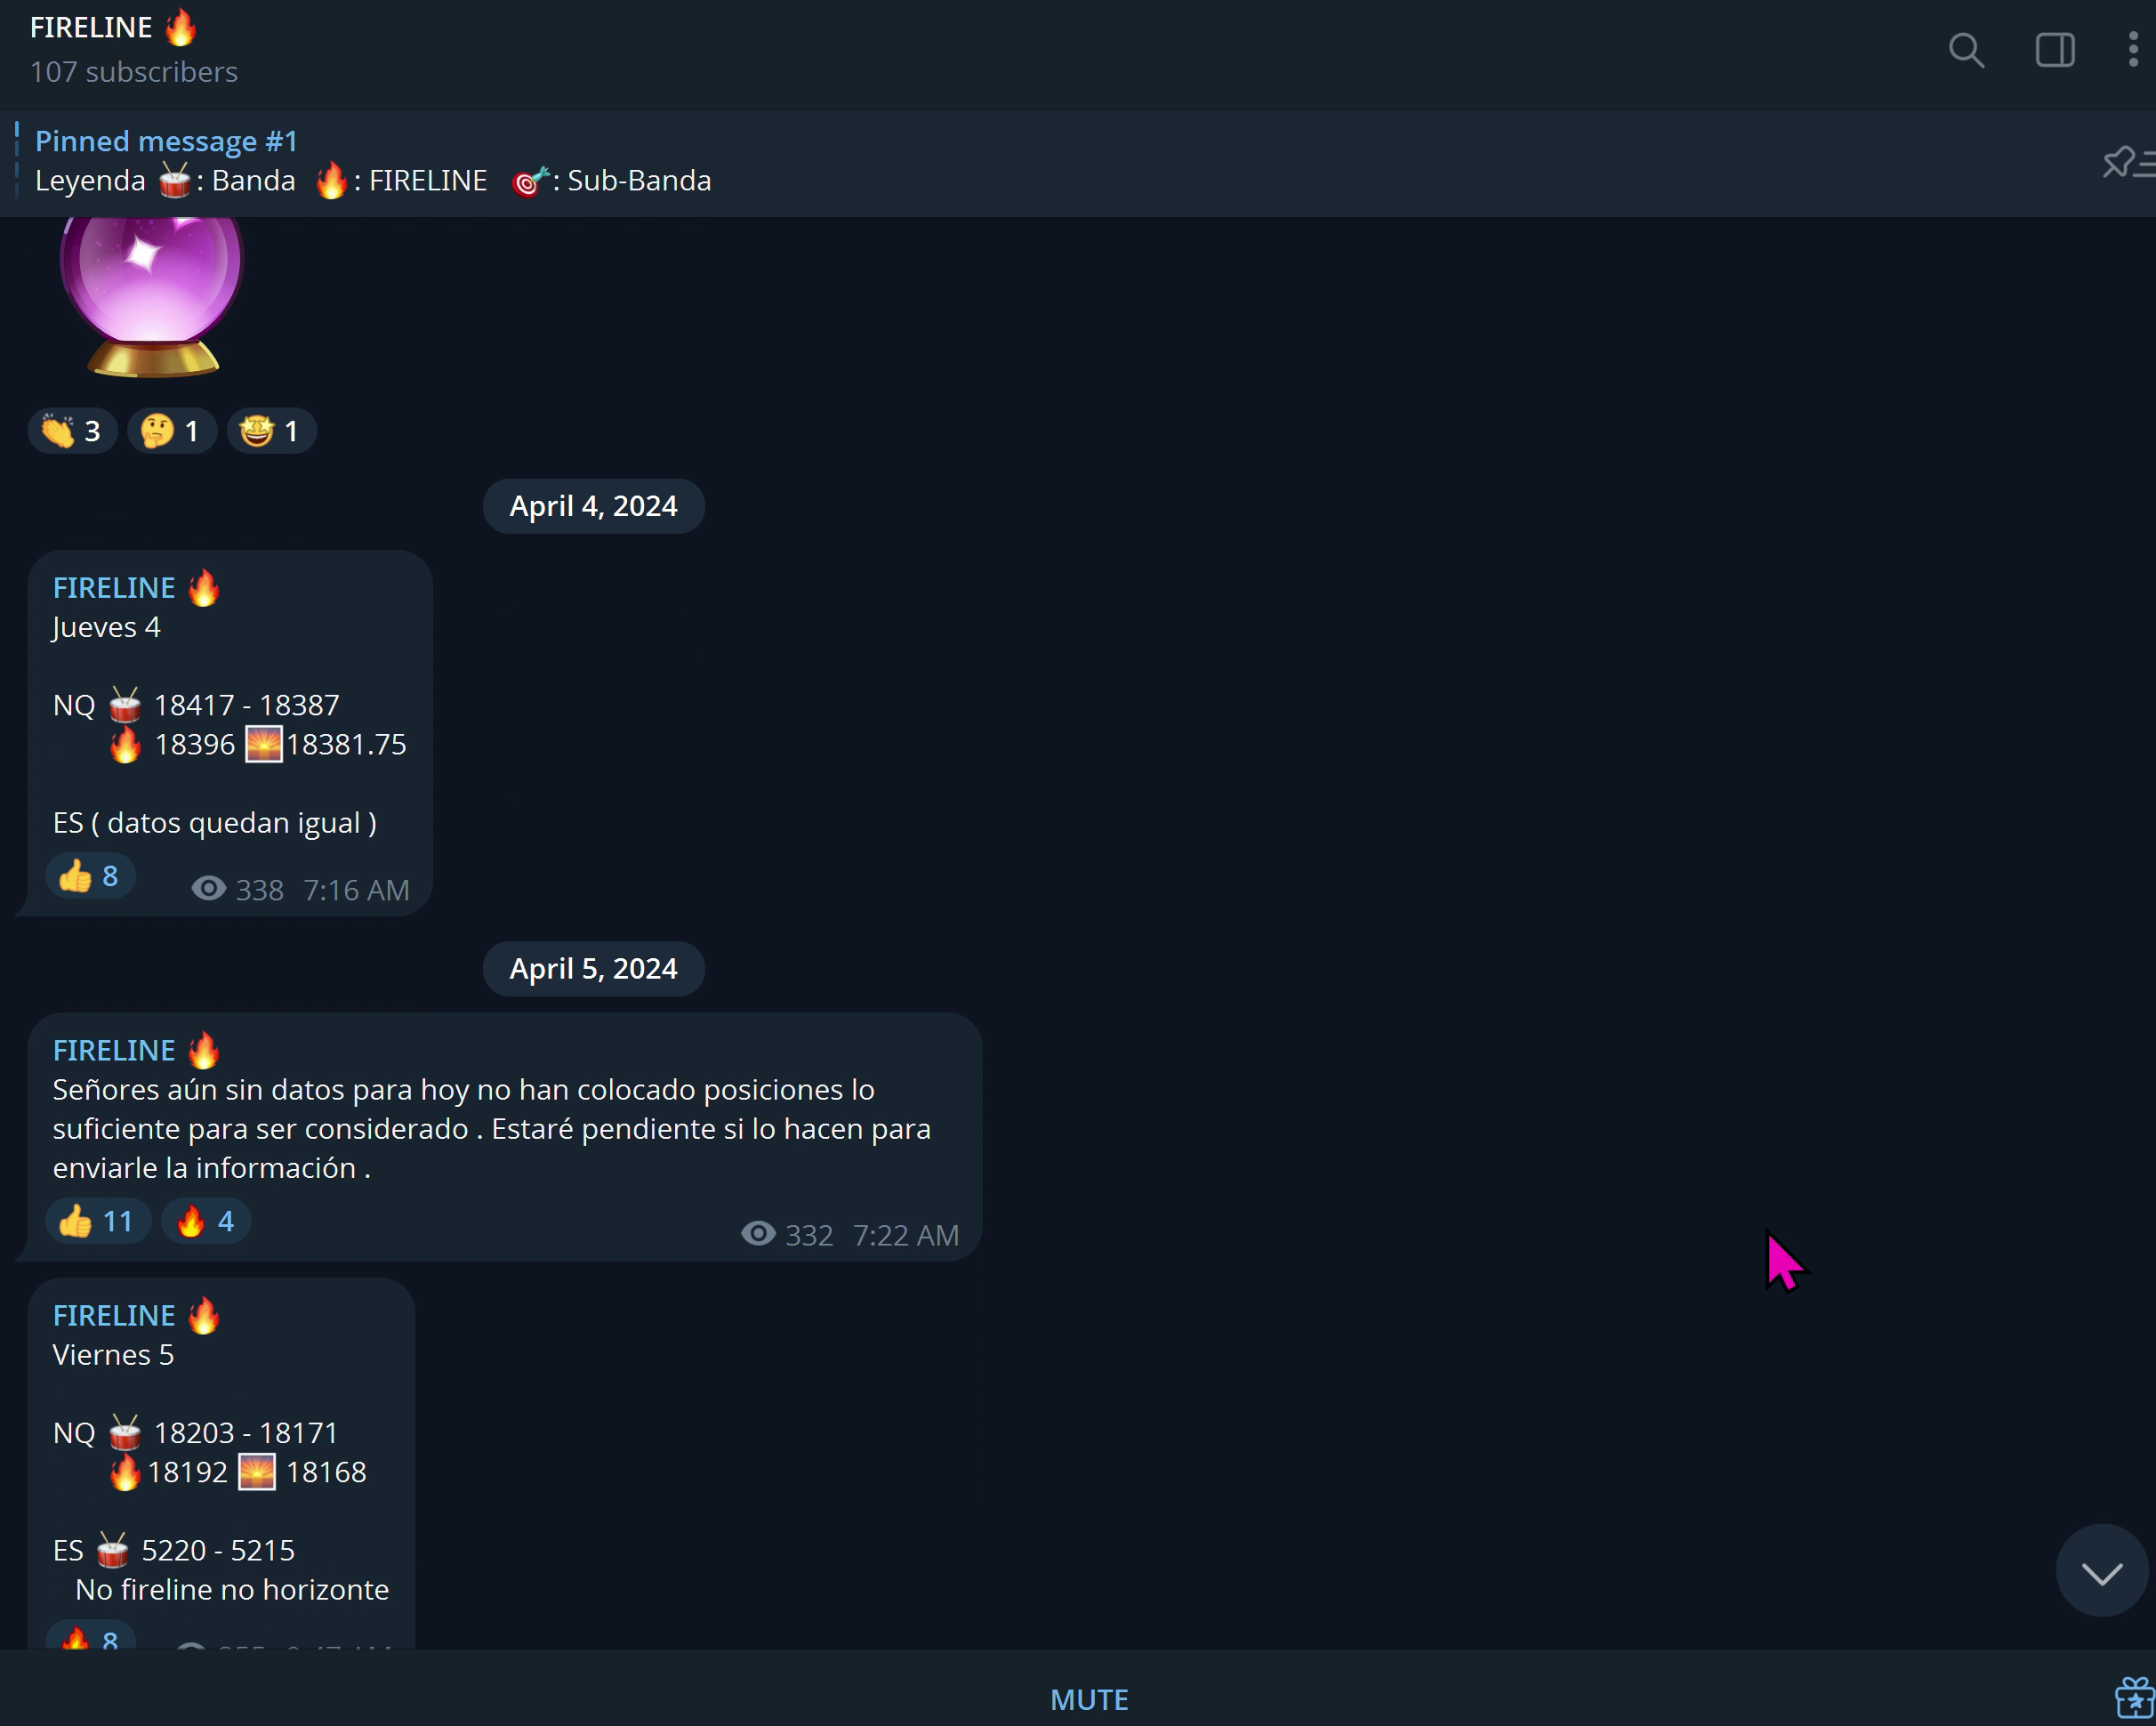 FIRELINE 🔥
107 subscribers
Pinned message #1
Leyenda 🥁: Banda 🔥: FIRELINE 🎯: Sub-Banda
👏 3 🤔 1 🤩 1
April 4, 2024
FIRELINE 🔥
Jueves 4
NQ 🥁 18417 - 18387
🔥 18396 🌅18381.75
ES ( datos quedan igual )
👍 8 338 7:16 AM
April 5, 2024
FIRELINE 🔥
Señores aún sin datos para hoy no han colocado posiciones lo
suficiente para ser considerado . Estaré pendiente si lo hacen para
enviarle la información .
👍 11 🔥 4 332 7:22 AM
FIRELINE 🔥
Viernes 5
NQ 🥁 18203 - 18171
🔥18192 🌅 18168
ES 🥁 5220 - 5215
No fireline no horizonte
🔥 8
MUTE